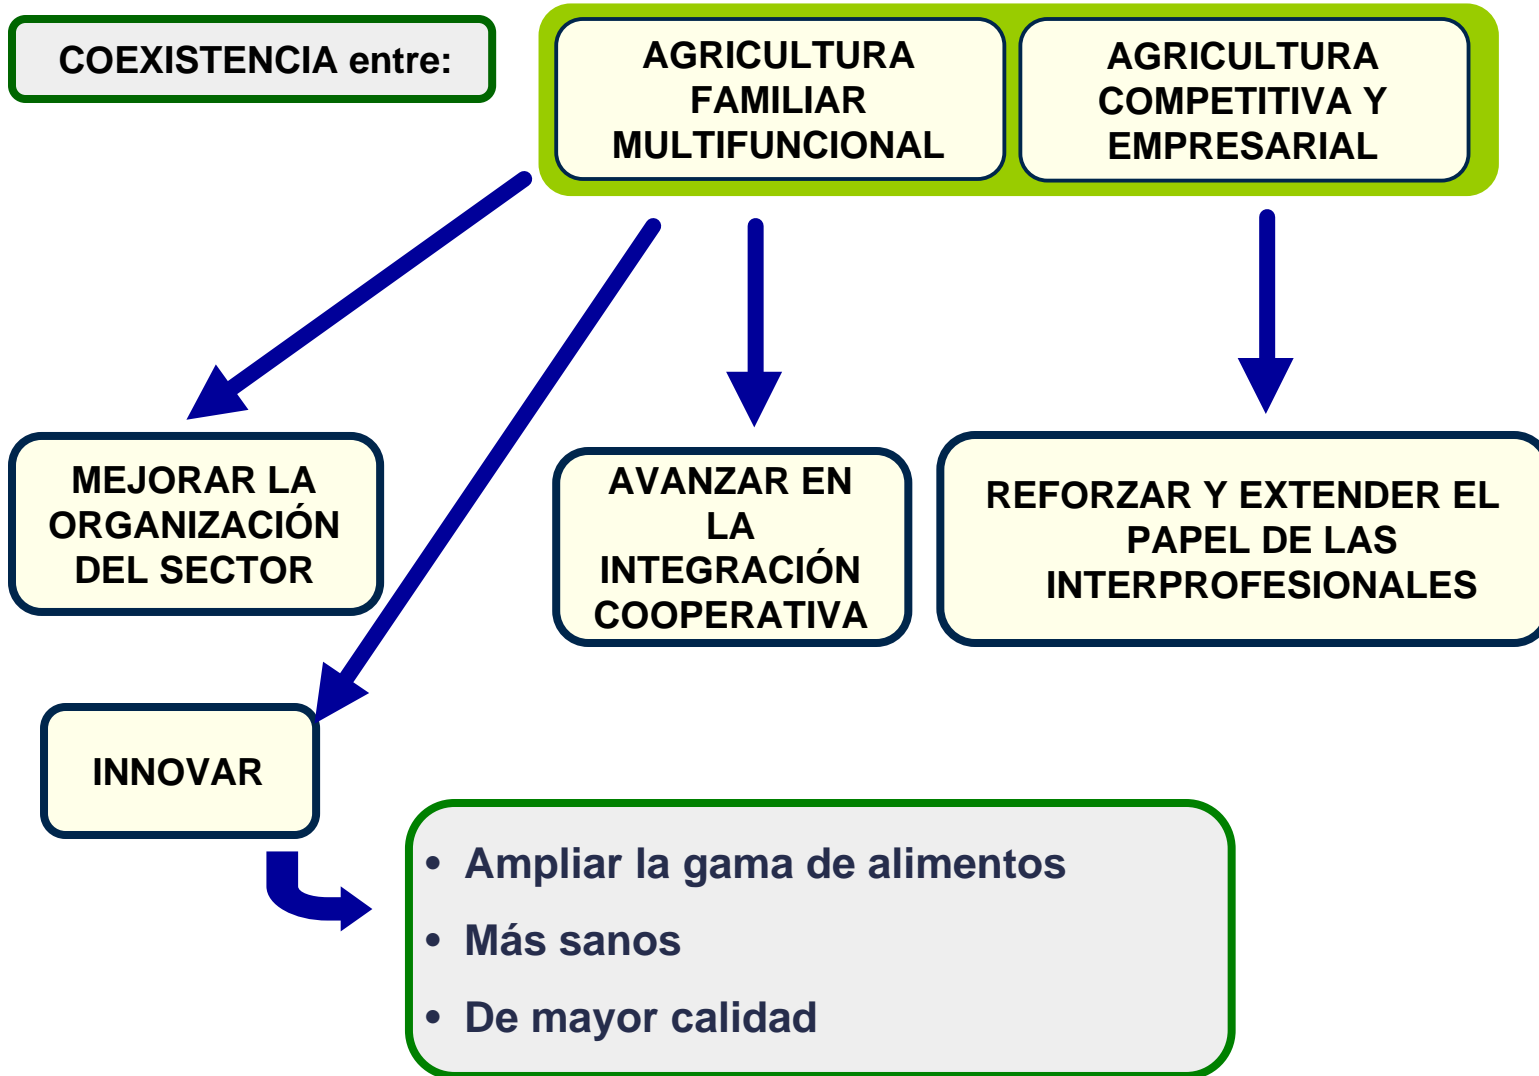 COEXISTENCIA entre:
AGRICULTURA
FAMILIAR
MULTIFUNCIONAL
AGRICULTURA
COMPETITIVA Y
EMPRESARIAL
MEJORAR LA
ORGANIZACIÓN
DEL SECTOR
AVANZAR EN
LA
INTEGRACIÓN
COOPERATIVA
REFORZAR Y EXTENDER EL
PAPEL DE LAS
INTERPROFESIONALES
INNOVAR
• Ampliar la gama de alimentos
• Más sanos
• De mayor calidad